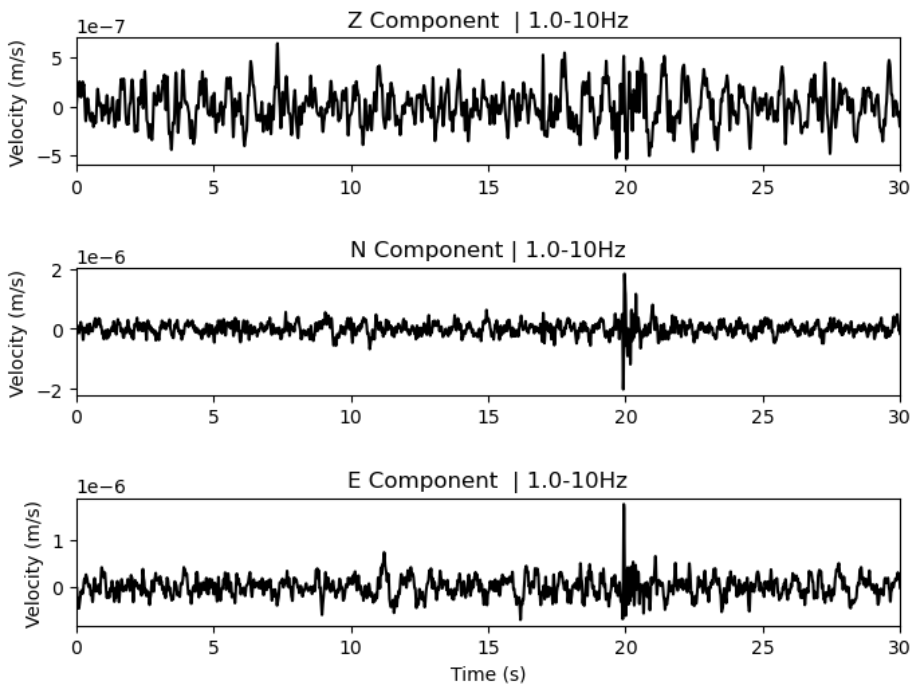 Z Component | 1.0-10Hz
1e−7
Velocity (m/s)
5
0
−5
0 5 10 15 20 25 30
N Component | 1.0-10Hz
1e−6
Velocity (m/s)
2
0
−2
0 5 10 15 20 25 30
E Component | 1.0-10Hz
1e−6
Velocity (m/s)
1
0
0 5 10 15 20 25 30
Time (s)